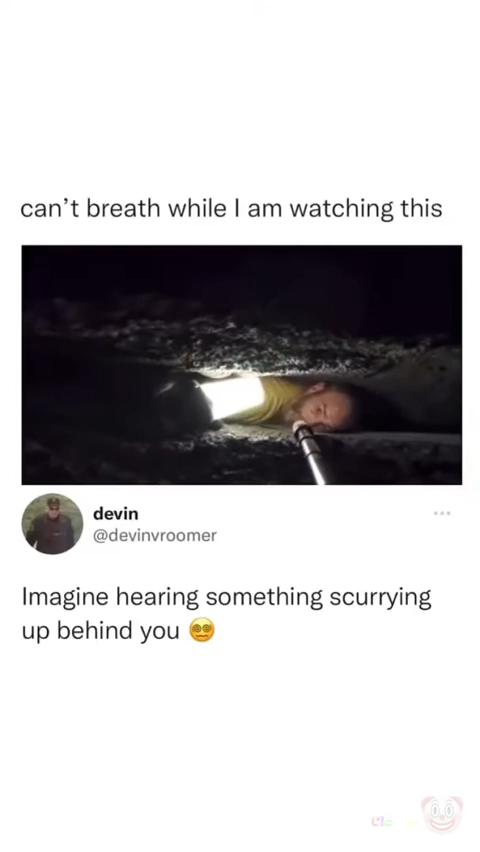 can't breath while I am watching this
devin
@devinvroomer
Imagine hearing something scurrying
up behind you 😵‍💫